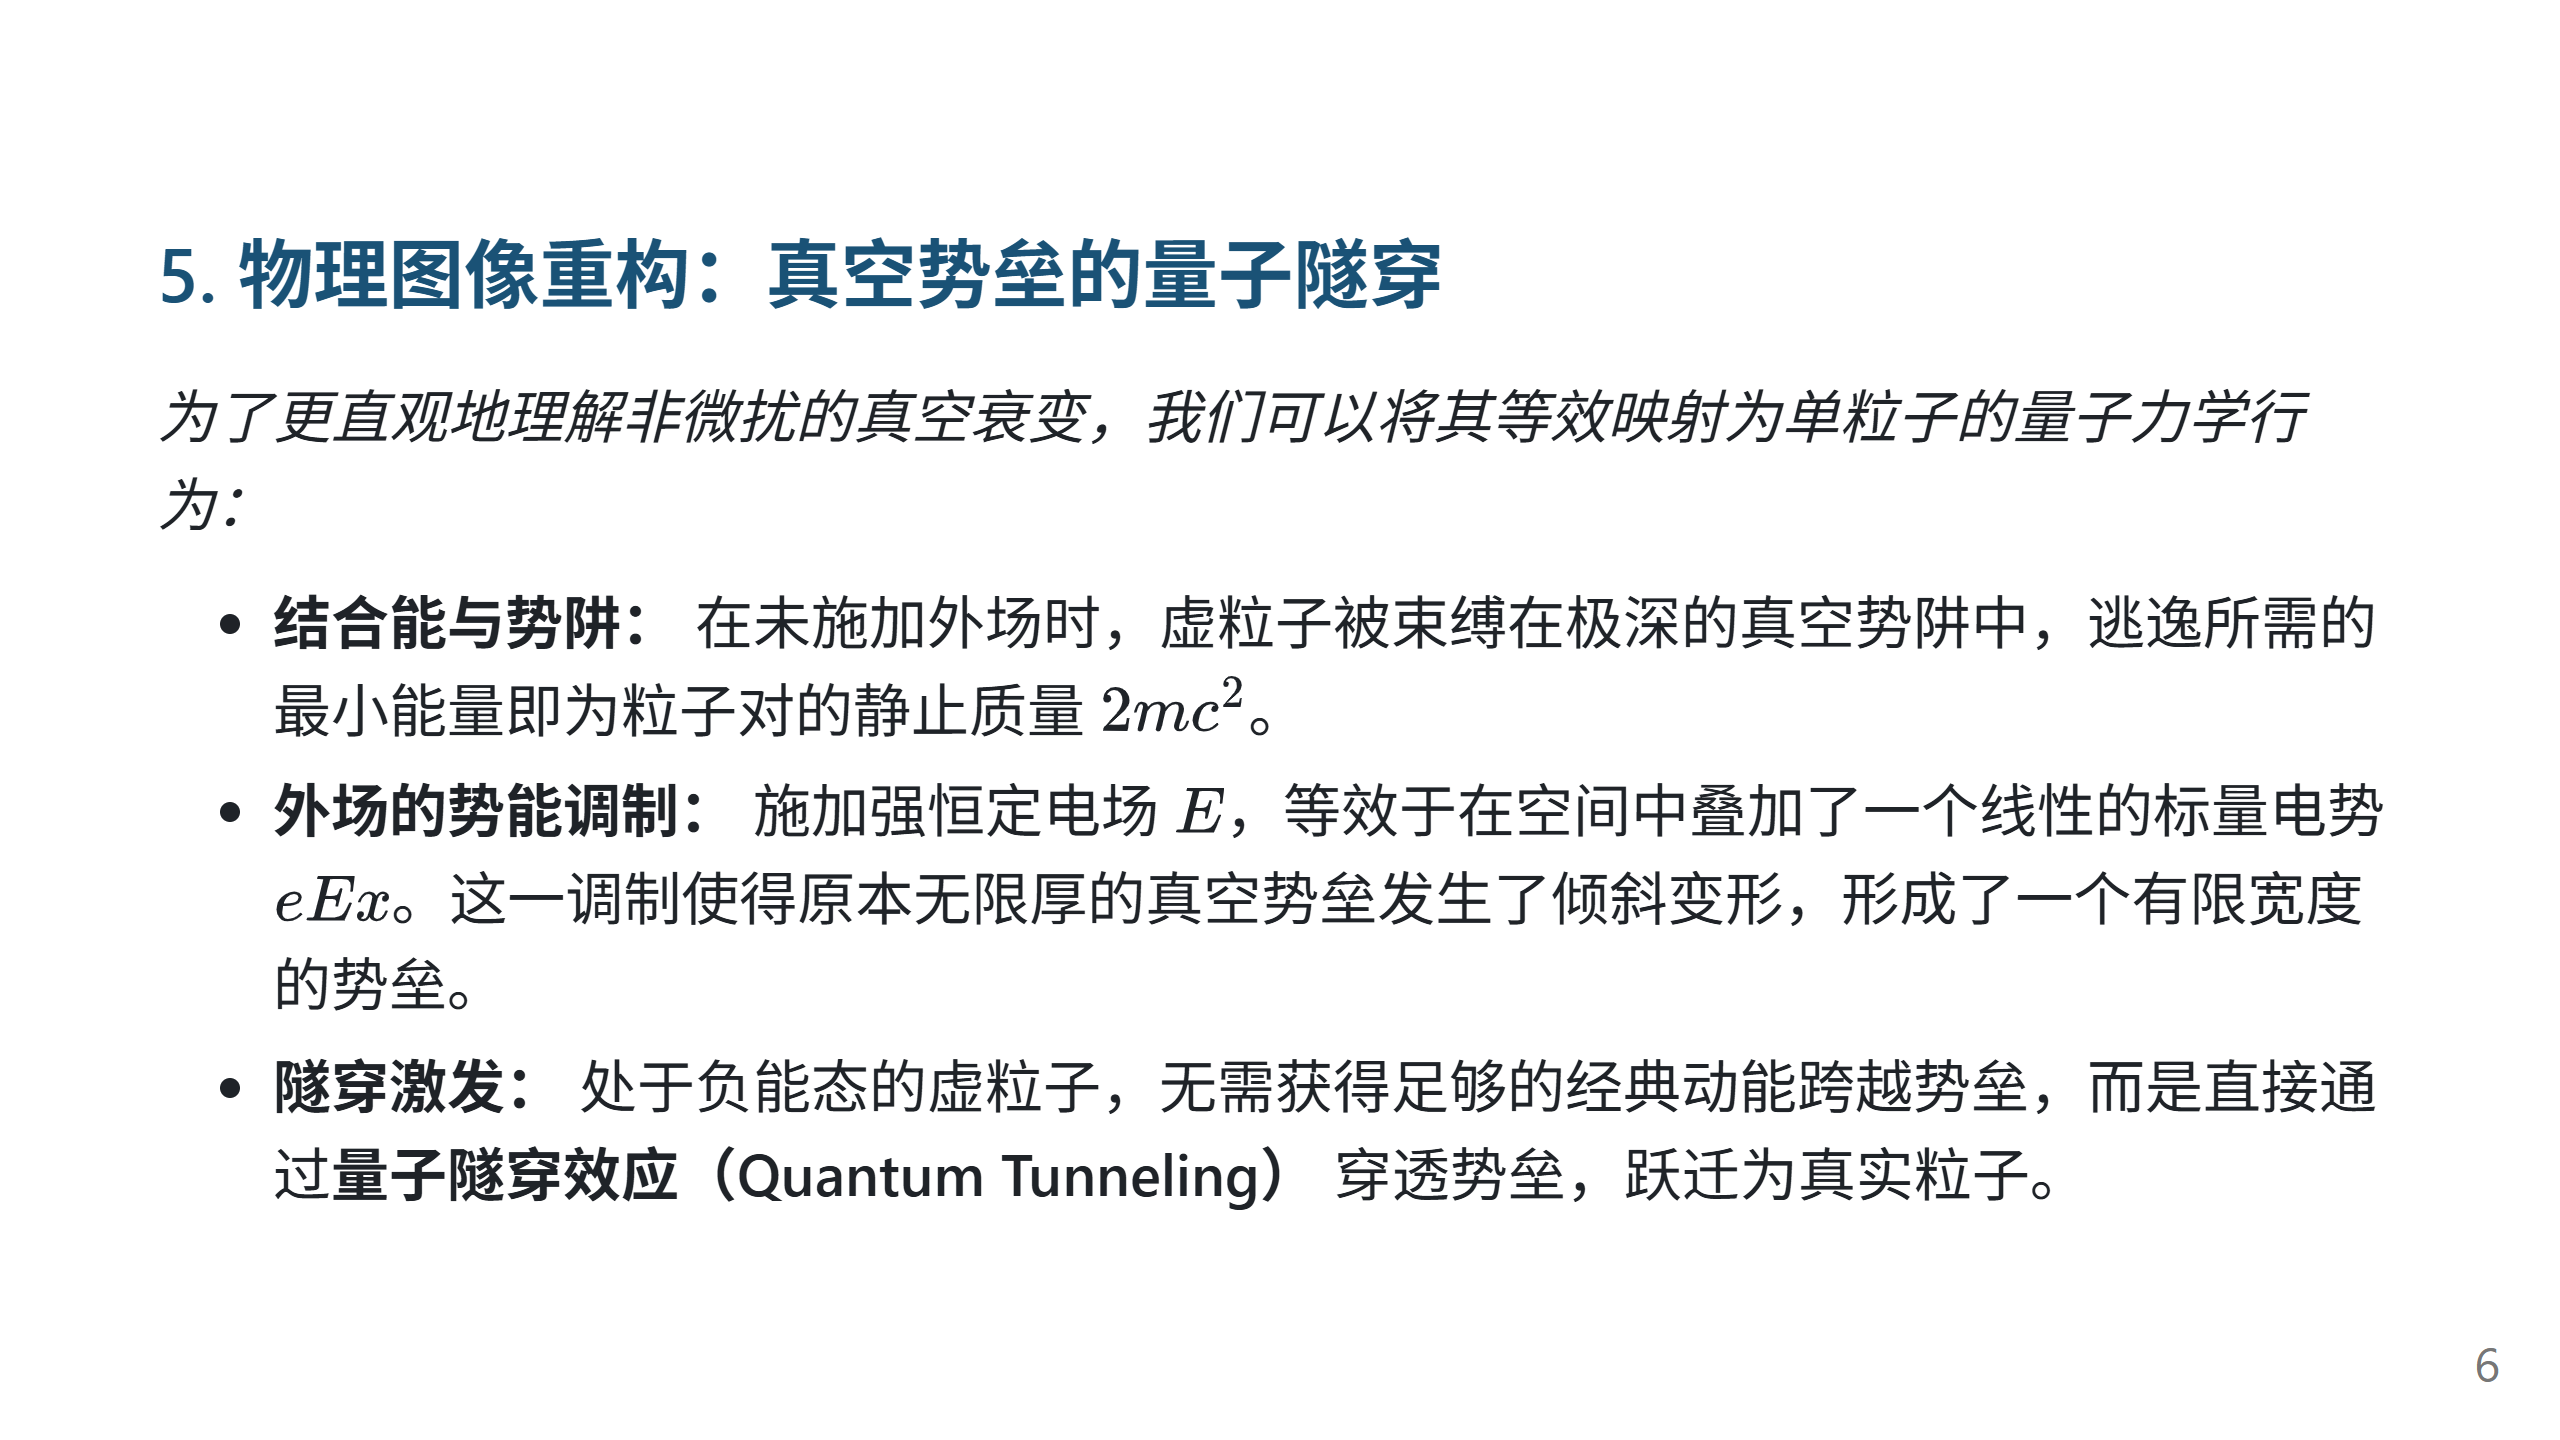 5. 物理图像重构：真空势垒的量子隧穿
为了更直观地理解非微扰的真空衰变，我们可以将其等效映射为单粒子的量子力学行
为：
• 结合能与势阱： 在未施加外场时，虚粒子被束缚在极深的真空势阱中，逃逸所需的
最小能量即为粒子对的静止质量 2mc²。
• 外场的势能调制： 施加强恒定电场 E，等效于在空间中叠加了一个线性的标量电势
eEx。这一调制使得原本无限厚的真空势垒发生了倾斜变形，形成了一个有限宽度
的势垒。
• 隧穿激发： 处于负能态的虚粒子，无需获得足够的经典动能跨越势垒，而是直接通
过量子隧穿效应（Quantum Tunneling） 穿透势垒，跃迁为真实粒子。
6